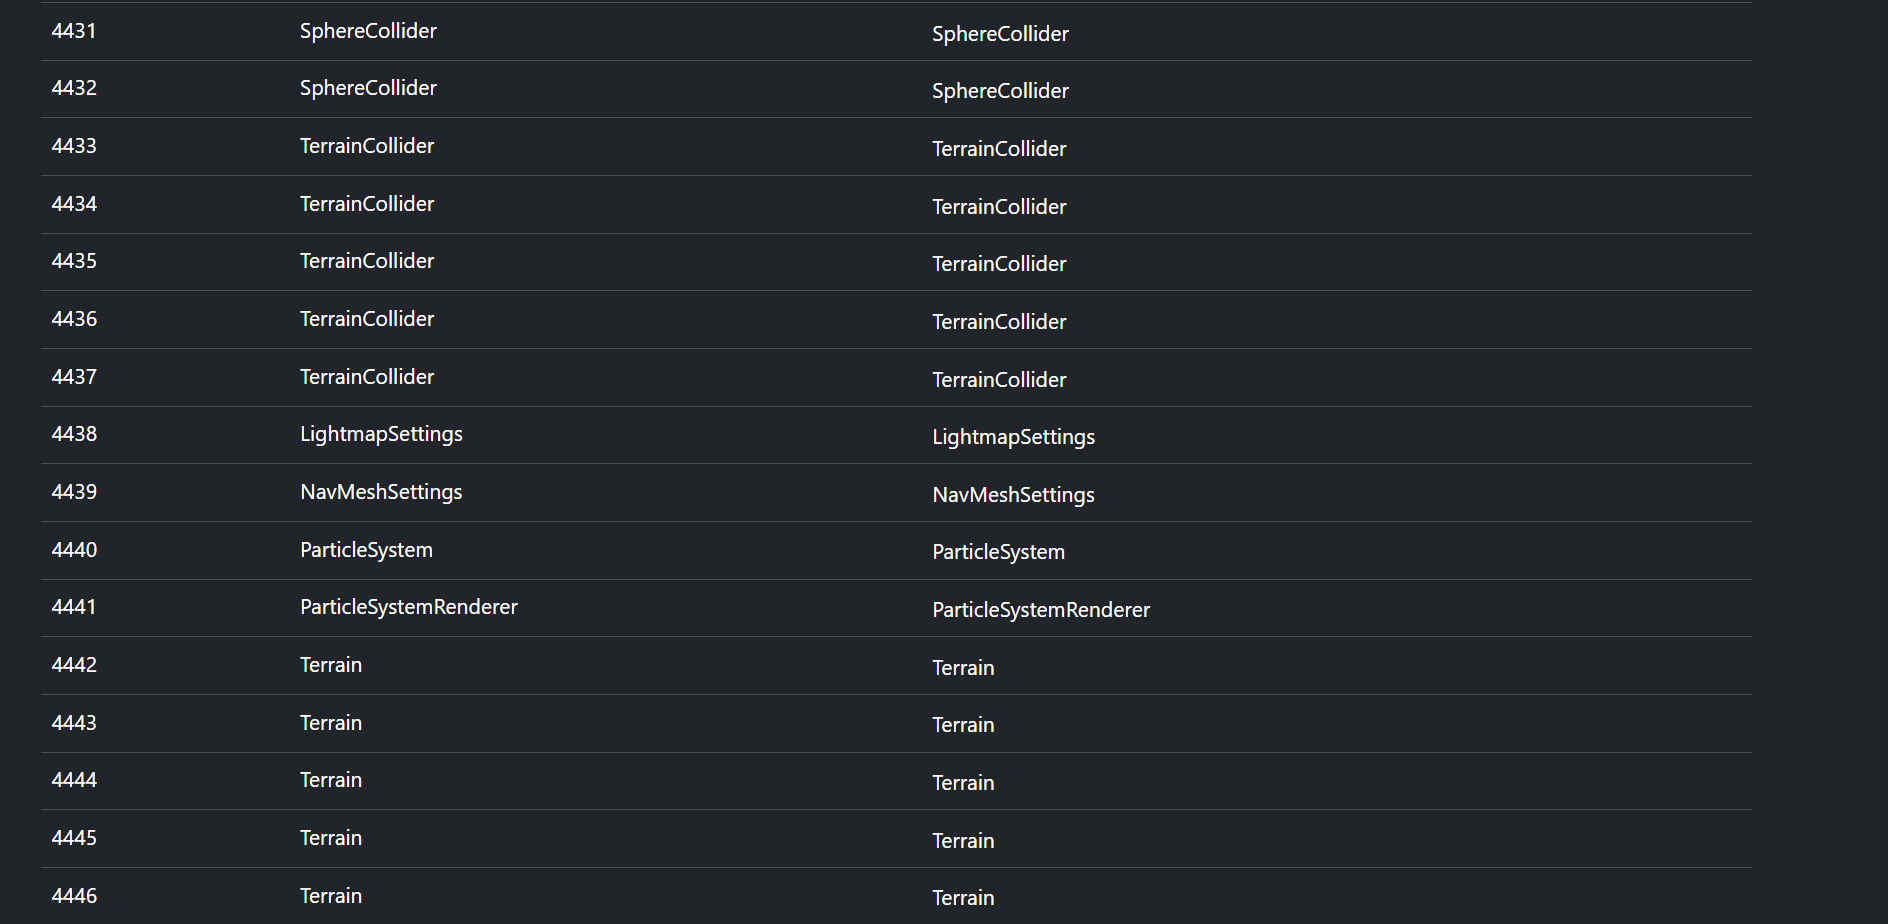 4431 SphereCollider SphereCollider
4432 SphereCollider SphereCollider
4433 TerrainCollider TerrainCollider
4434 TerrainCollider TerrainCollider
4435 TerrainCollider TerrainCollider
4436 TerrainCollider TerrainCollider
4437 TerrainCollider TerrainCollider
4438 LightmapSettings LightmapSettings
4439 NavMeshSettings NavMeshSettings
4440 ParticleSystem ParticleSystem
4441 ParticleSystemRenderer ParticleSystemRenderer
4442 Terrain Terrain
4443 Terrain Terrain
4444 Terrain Terrain
4445 Terrain Terrain
4446 Terrain Terrain